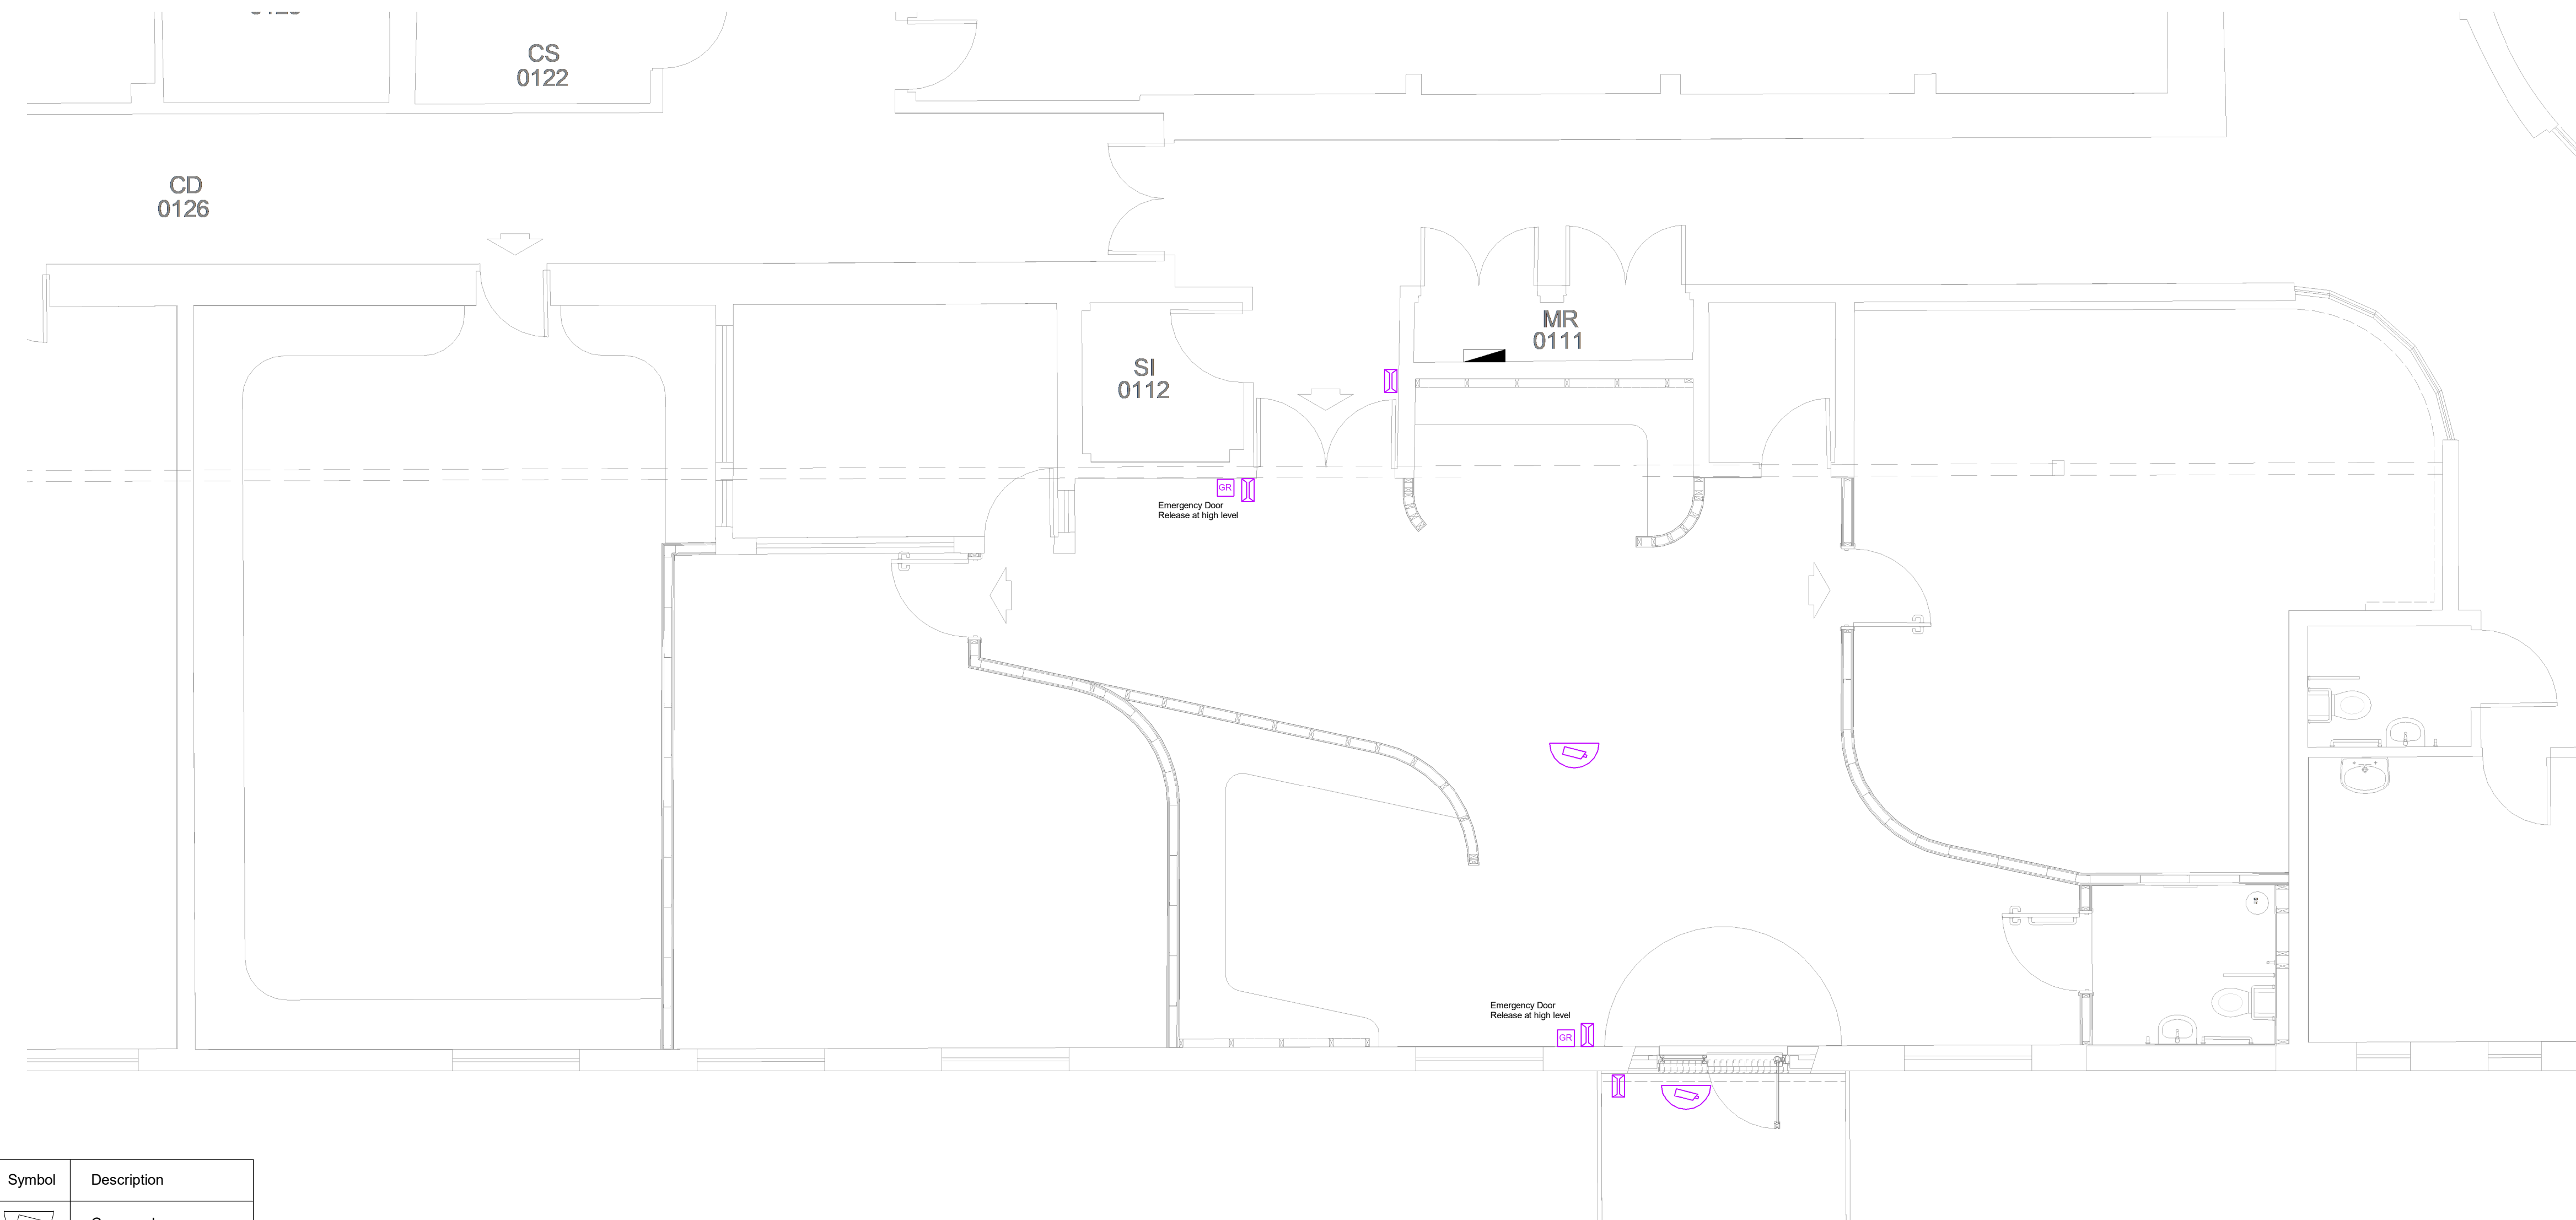 CS
0122
CD
0126
MR
0111
SI
0112
GR
Emergency Door
Release at high level
Emergency Door
Release at high level
GR
Symbol
Description